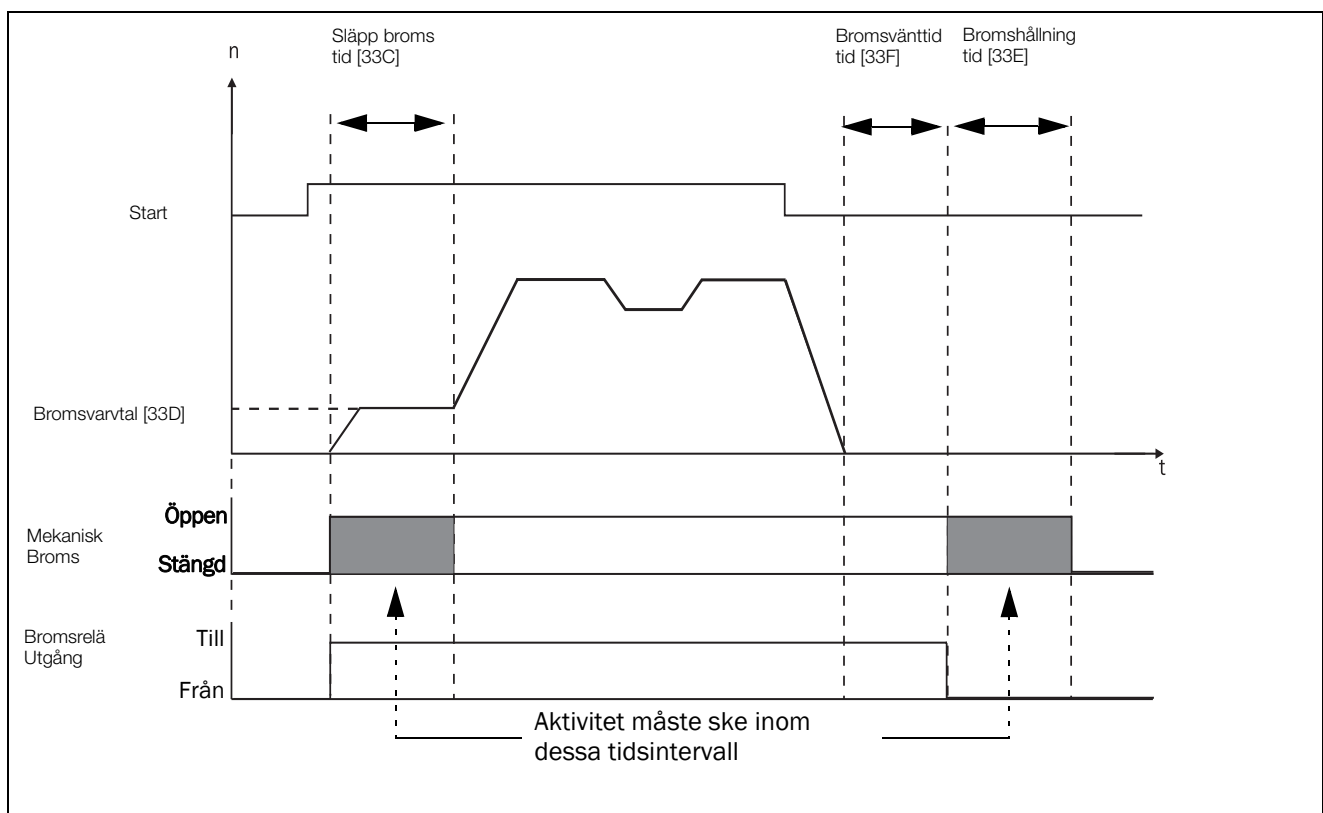 n
Släpp broms
tid [33C]
Bromsvänttid
tid [33F]
Bromshållning
tid [33E]
Start
Bromsvarvtal [33D]
t
Mekanisk
Broms
Öppen
Stängd
Bromsrelä
Utgång
Till
Från
Aktivitet måste ske inom
dessa tidsintervall